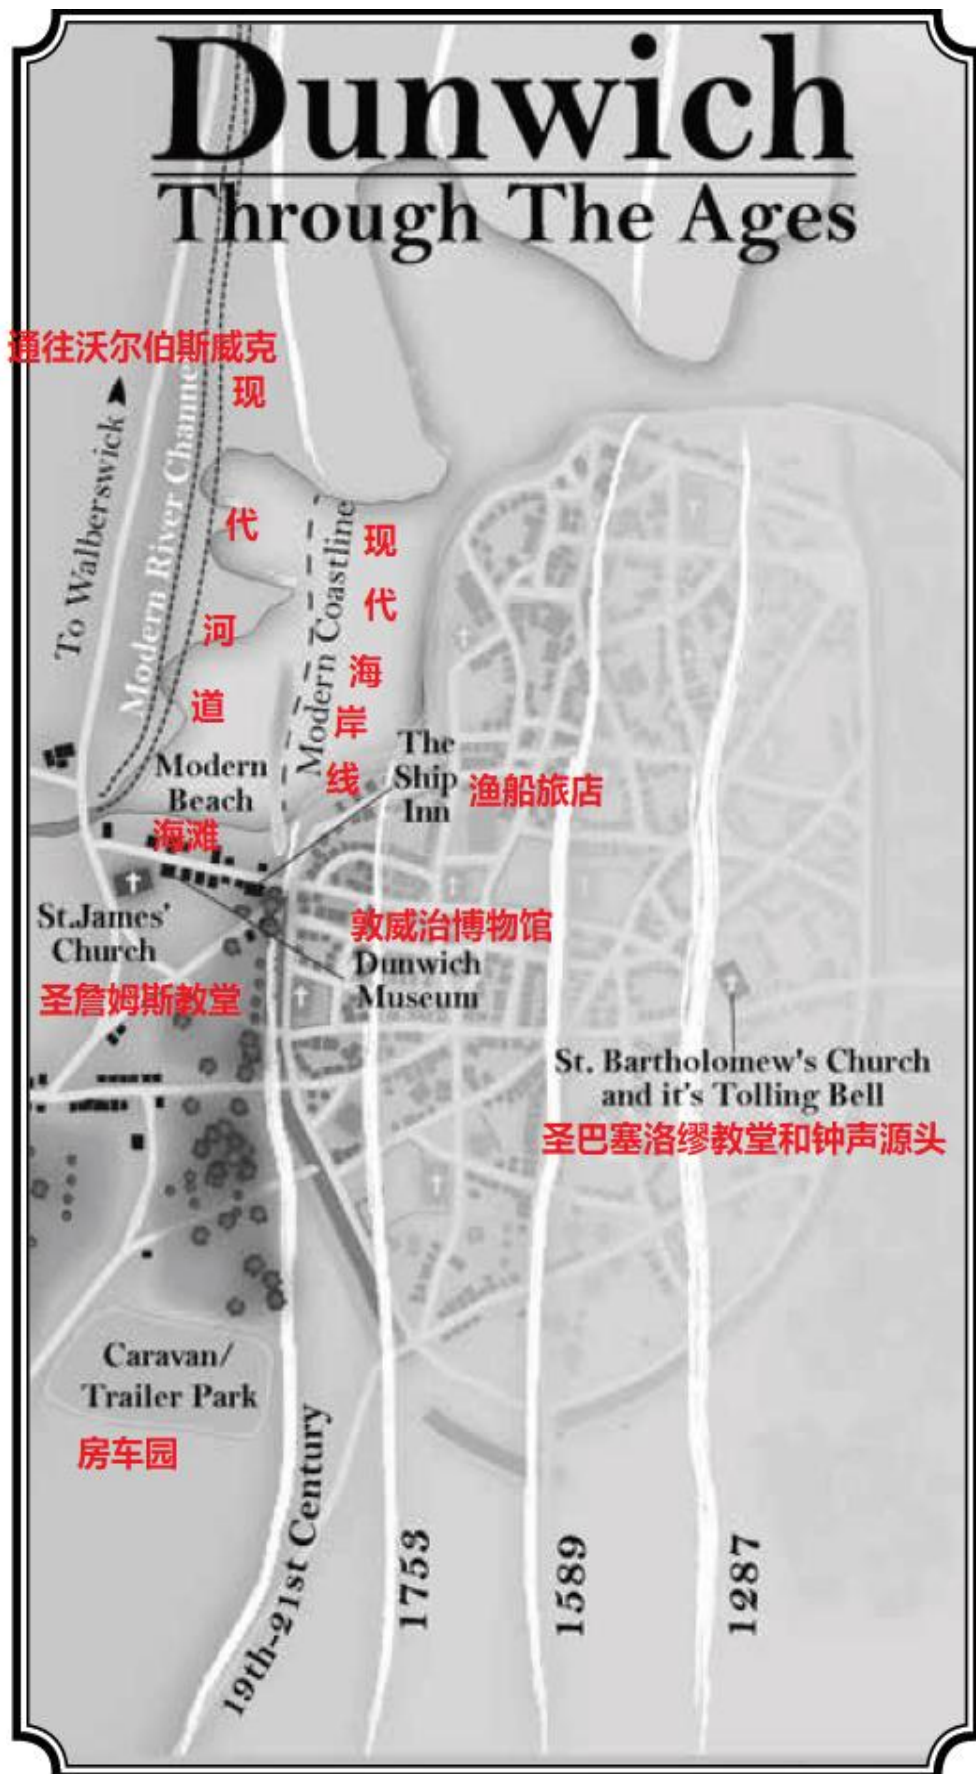 Dunwich
Through The Ages
通往沃尔伯斯威克
To Walberswick
Modern River Channe
现代河道
Modern Coastline
现代海岸线
Modern
Beach
海滩
The
Ship
Inn
渔船旅店
St.James'
Church
圣詹姆斯教堂
敦威治博物馆
Dunwich
Museum
St. Bartholomew's Church
and it's Tolling Bell
圣巴塞洛缪教堂和钟声源头
Caravan/
Trailer Park
房车园
19th-21st Century
1753
1589
1287